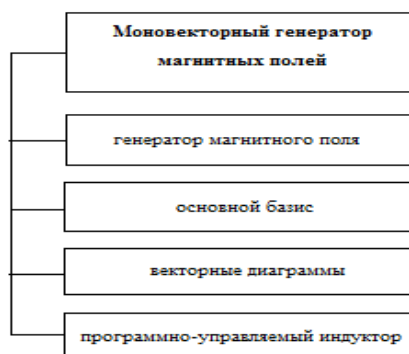 Моновекторный генератор
магнитных полей
генератор магнитного поля
основной базис
векторные диаграммы
программно-управляемый индуктор